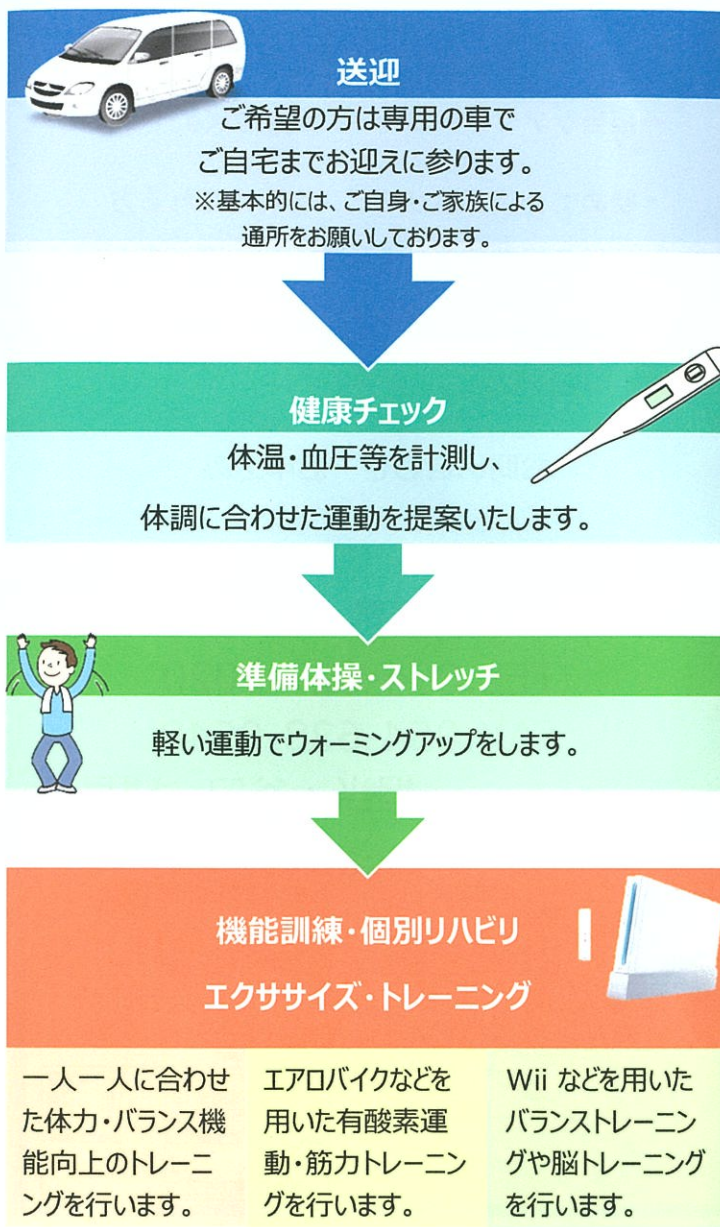 送迎
ご希望の方は専用の車で
ご自宅までお迎えに参ります。
※基本的には、ご自身・ご家族による
通所をお願いしております。
健康チェック
体温・血圧等を計測し、
体調に合わせた運動を提案いたします。
準備体操・ストレッチ
軽い運動でウォーミングアップをします。
機能訓練・個別リハビリ
エクササイズ・トレーニング
一人一人に合わせ
た体力・バランス機
能向上のトレーニ
ングを行います。
エアロバイクなどを
用いた有酸素運
動・筋力トレーニン
グを行います。
Wii などを用いた
バランストレーニン
グや脳トレーニング
を行います。